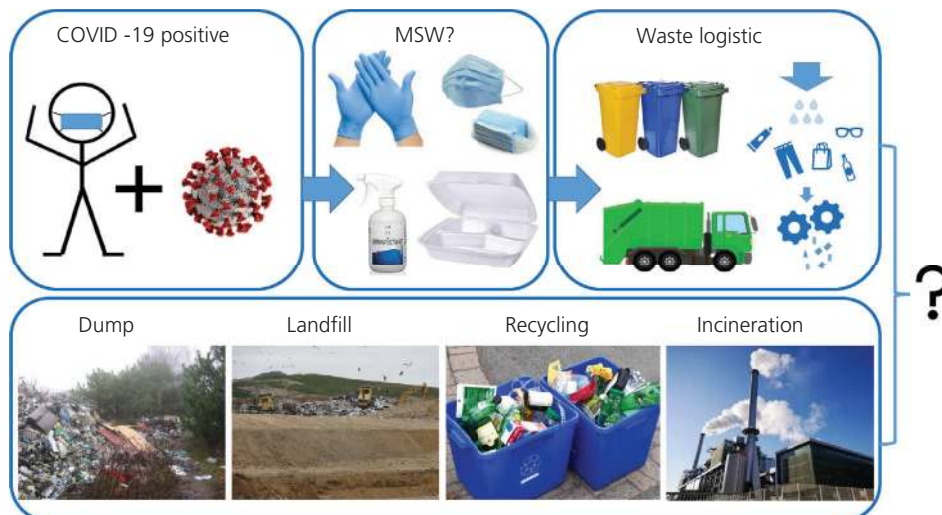 COVID -19 positive
MSW?
Waste logistic
?
Dump
Landfill
Recycling
Incineration